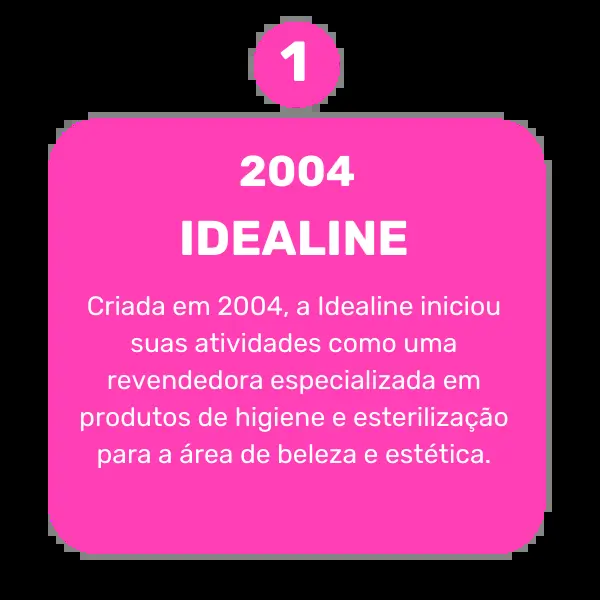 1
2004
IDEALINE
Criada em 2004, a Idealine iniciou
suas atividades como uma
revendedora especializada em
produtos de higiene e esterilização
para a área de beleza e estética.